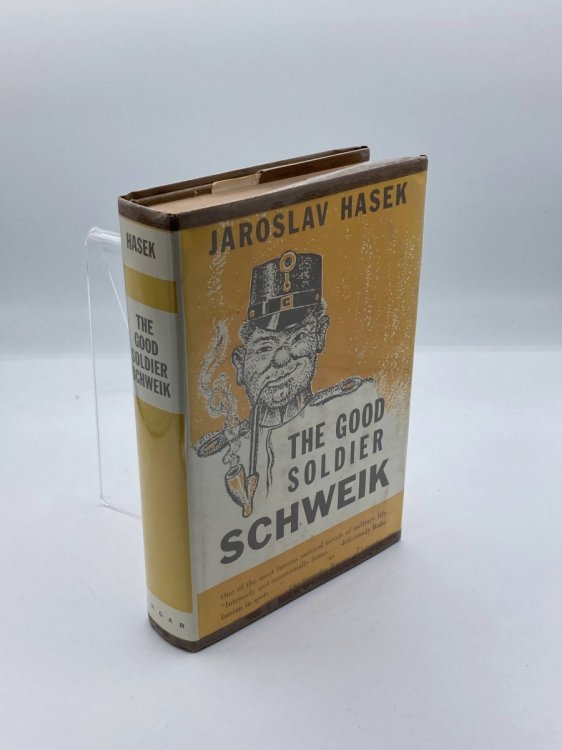 HASEK
THE
GOOD
SOLDIER
SCHWEIK
JAROSLAV HASEK
THE GOOD
SOLDIER
SCHWEIK
One of the most famous satirical novels of military life
"Intensely and intentionally funny . . . deliciously Rabe-
laisian in spots